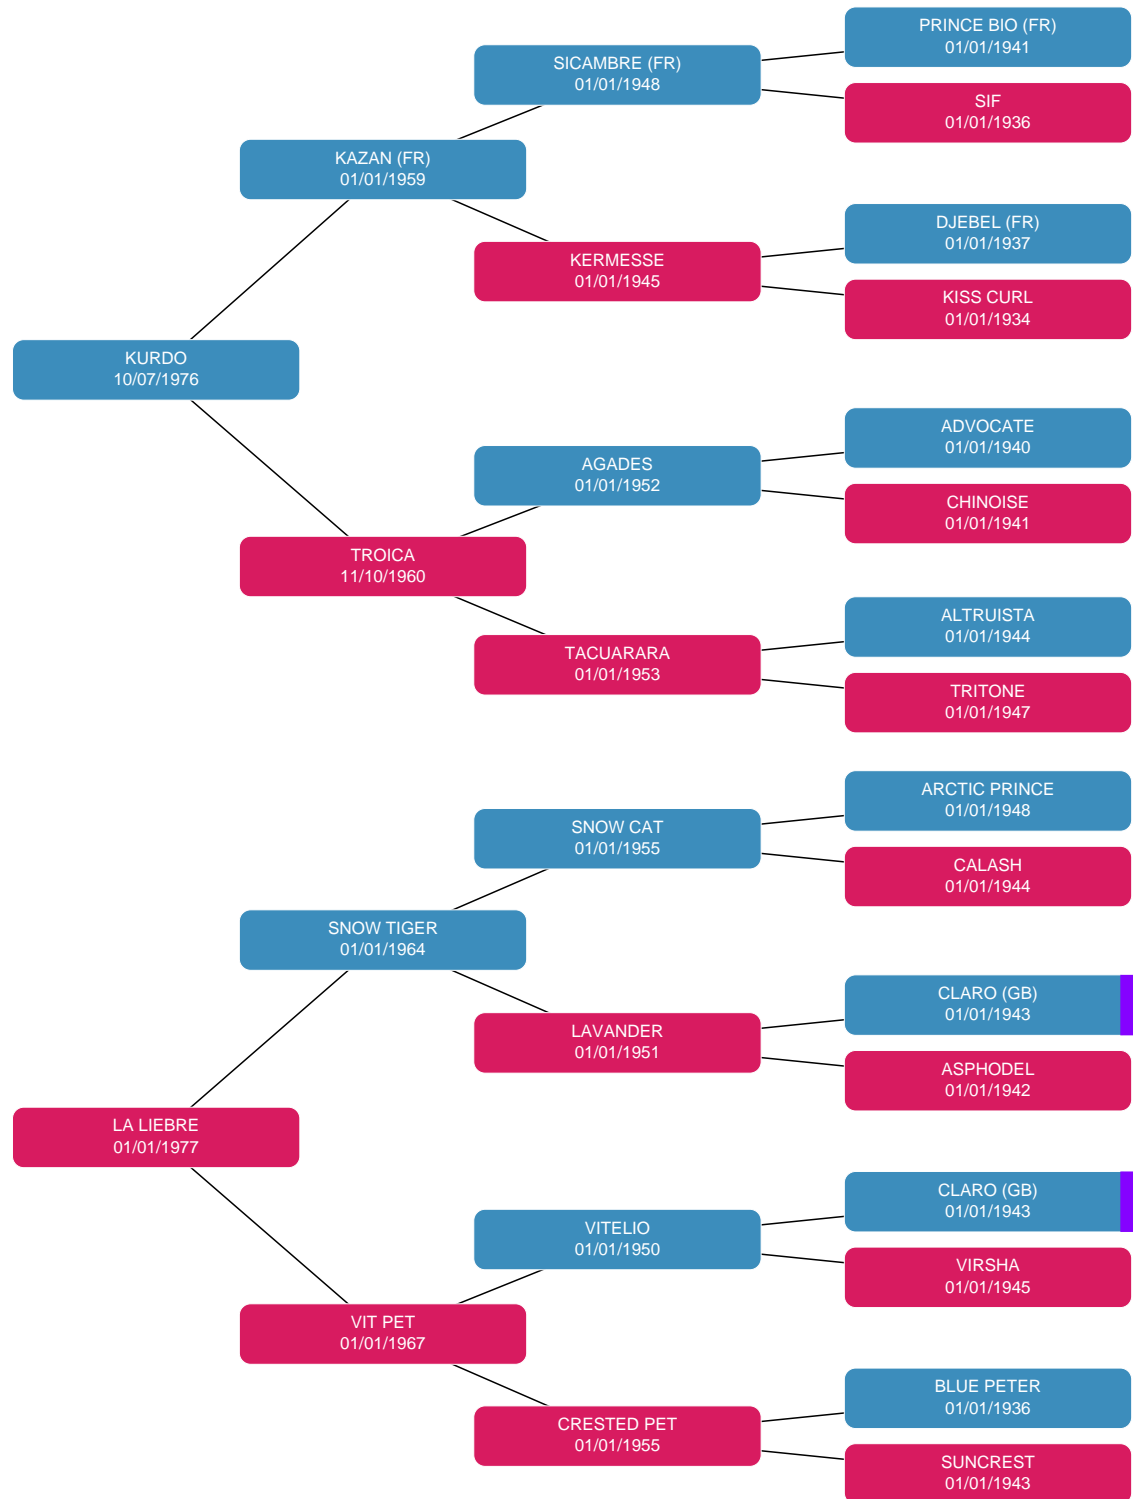 PRINCE BIO (FR)
01/01/1941
SICAMBRE (FR)
01/01/1948
SIF
01/01/1936
KAZAN (FR)
01/01/1959
DJEBEL (FR)
01/01/1937
KERMESSE
01/01/1945
KISS CURL
01/01/1934
KURDO
10/07/1976
ADVOCATE
01/01/1940
AGADES
01/01/1952
CHINOISE
01/01/1941
TROICA
11/10/1960
ALTRUISTA
01/01/1944
TACUARARA
01/01/1953
TRITONE
01/01/1947
ARCTIC PRINCE
01/01/1948
SNOW CAT
01/01/1955
CALASH
01/01/1944
SNOW TIGER
01/01/1964
CLARO (GB)
01/01/1943
LAVANDER
01/01/1951
ASPHODEL
01/01/1942
LA LIEBRE
01/01/1977
CLARO (GB)
01/01/1943
VITELIO
01/01/1950
VIRSHA
01/01/1945
VIT PET
01/01/1967
BLUE PETER
01/01/1936
CRESTED PET
01/01/1955
SUNCREST
01/01/1943